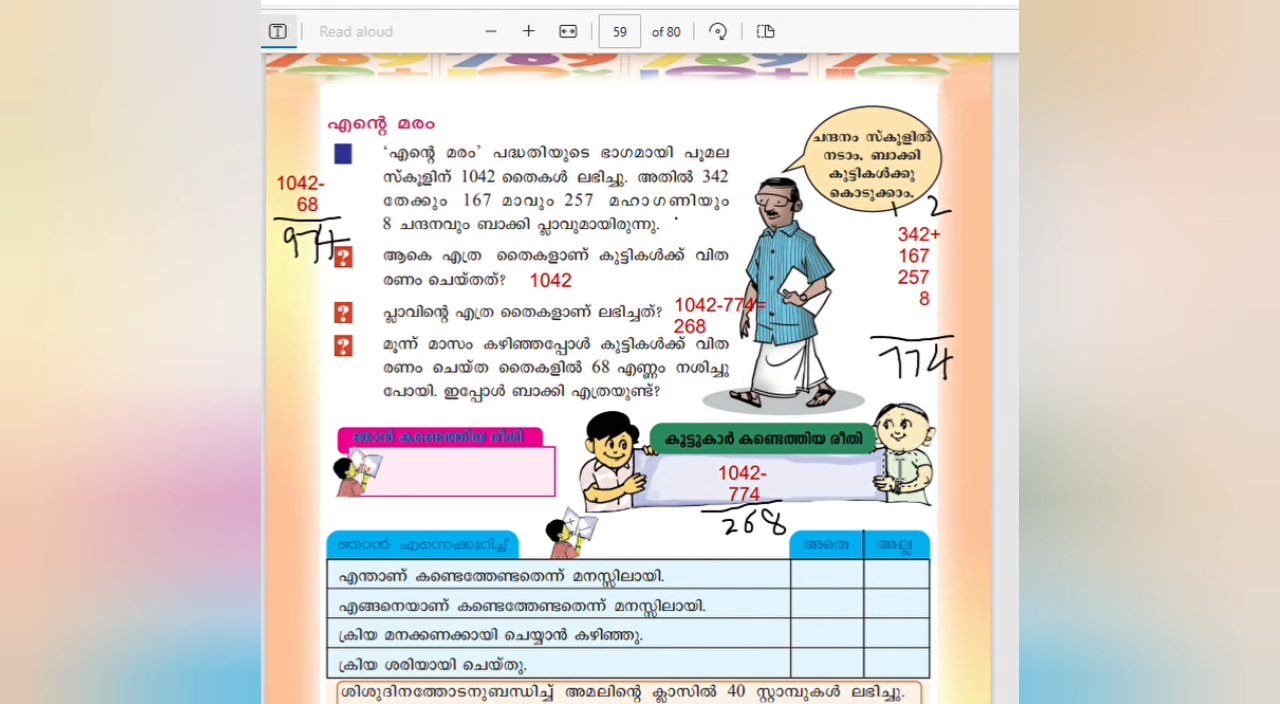 Read aloud
59
of 80
എന്റെ മരം
'എന്റെ മരം' പദ്ധതിയുടെ ഭാഗമായി പൂമല
സ്കൂളിന് 1042 തൈകൾ ലഭിച്ചു. അതിൽ 342
തേക്കും 167 മാവും 257 മഹാഗണിയും
8 ചന്ദനവും ബാക്കി പ്ലാവുമായിരുന്നു.
ചന്ദനം സ്കൂളിൽ
നടാം. ബാക്കി
കുട്ടികൾക്കു
കൊടുക്കാം.
1042-
68
974
1 2
342+
167
257
8
774
ആകെ എത്ര തൈകളാണ് കുട്ടികൾക്ക് വിത
രണം ചെയ്തത്? 1042
പ്ലാവിന്റെ എത്ര തൈകളാണ് ലഭിച്ചത്? 1042-774=
268
മൂന്ന് മാസം കഴിഞ്ഞപ്പോൾ കുട്ടികൾക്ക് വിത
രണം ചെയ്ത തൈകളിൽ 68 എണ്ണം നശിച്ചു
പോയി. ഇപ്പോൾ ബാക്കി എത്രയുണ്ട്?
ഞാൻ കണ്ടെത്തിയ രീതി
കൂട്ടുകാർ കണ്ടെത്തിയ രീതി
1042-
774
268
ഞാൻ എന്നെക്കുറിച്ച് അതെ അല്ല
എന്താണ് കണ്ടെത്തേണ്ടതെന്ന് മനസ്സിലായി.
എങ്ങനെയാണ് കണ്ടെത്തേണ്ടതെന്ന് മനസ്സിലായി.
ക്രിയ മനക്കണക്കായി ചെയ്യാൻ കഴിഞ്ഞു.
ക്രിയ ശരിയായി ചെയ്തു.
ശിശുദിനത്തോടനുബന്ധിച്ച് അമലിന്റെ ക്ലാസിൽ 40 സ്റ്റാമ്പുകൾ ലഭിച്ചു.